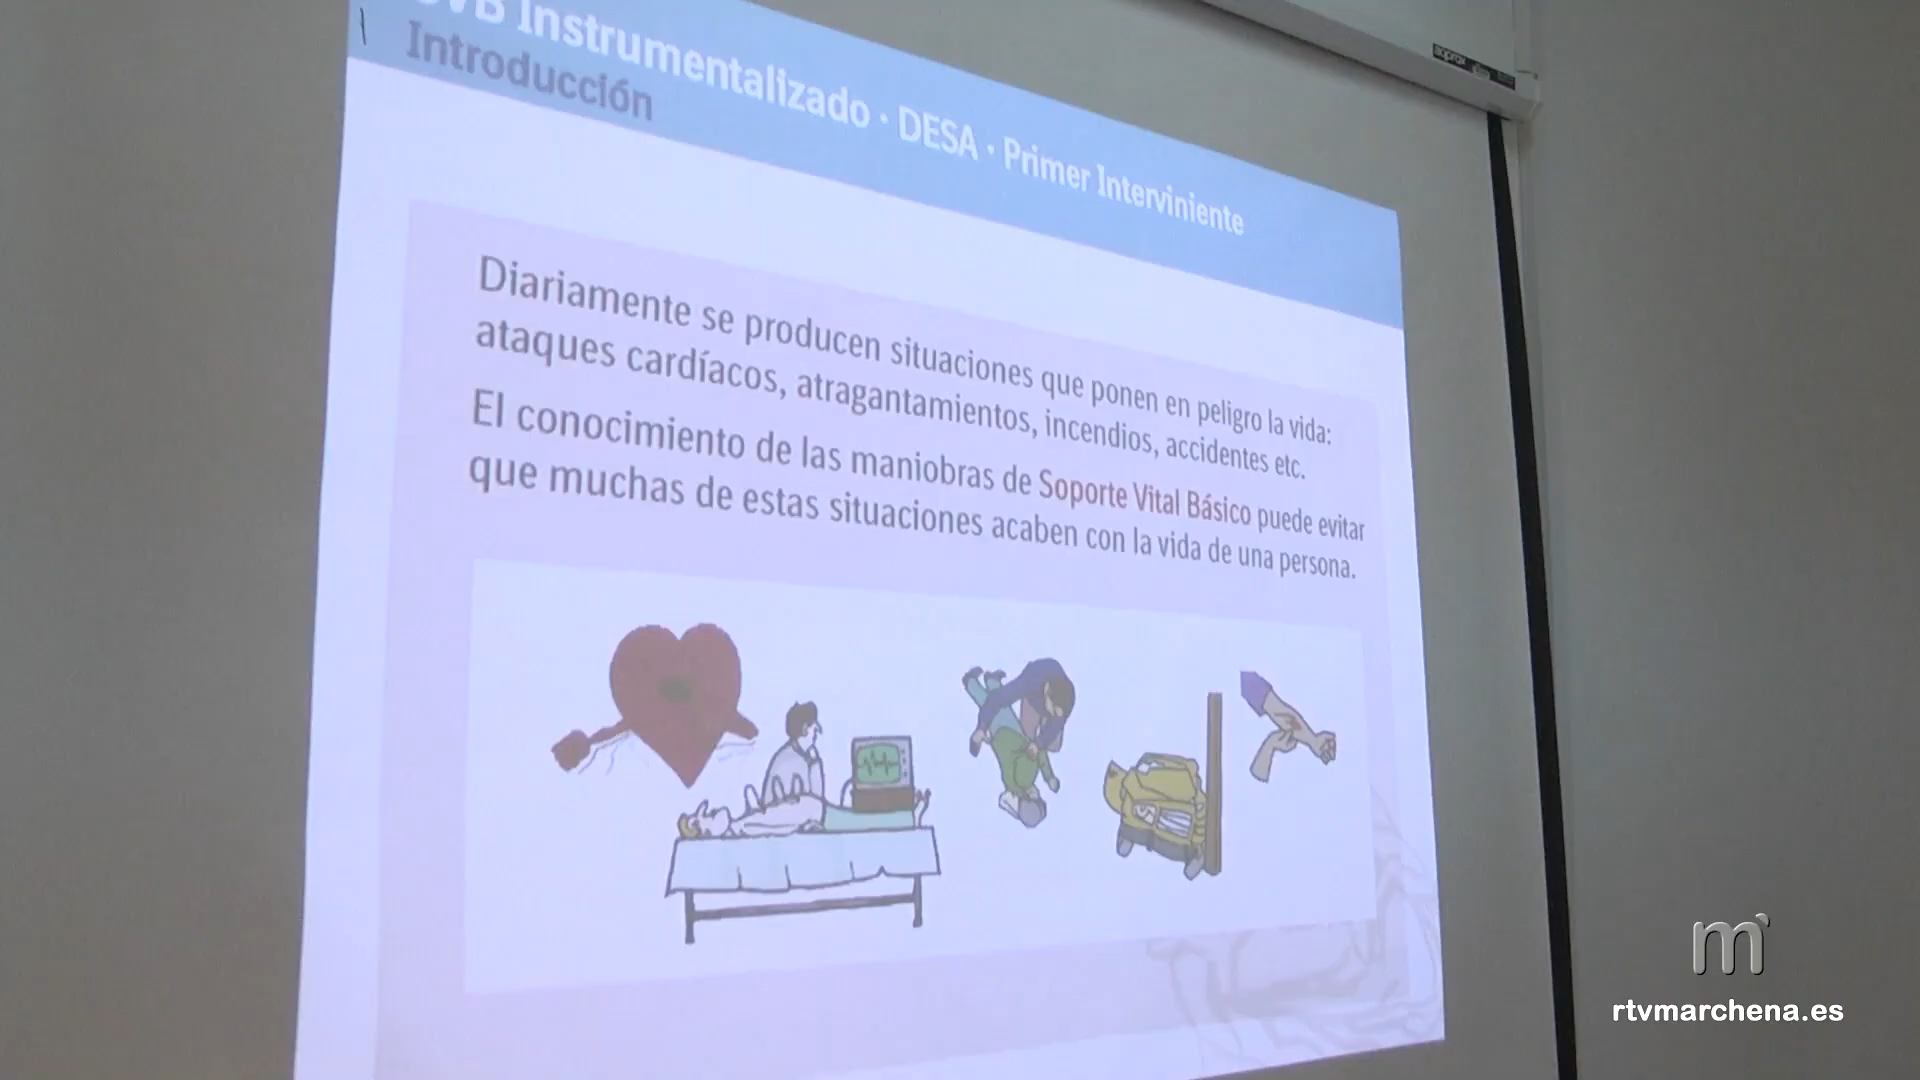 SVB Instrumentalizado · DESA · Primer Interviniente
Introducción
Diariamente se producen situaciones que ponen en peligro la vida:
ataques cardíacos, atragantamientos, incendios, accidentes etc.
El conocimiento de las maniobras de Soporte Vital Básico puede evitar
que muchas de estas situaciones acaben con la vida de una persona.
approx
m
rtvmarchena.es